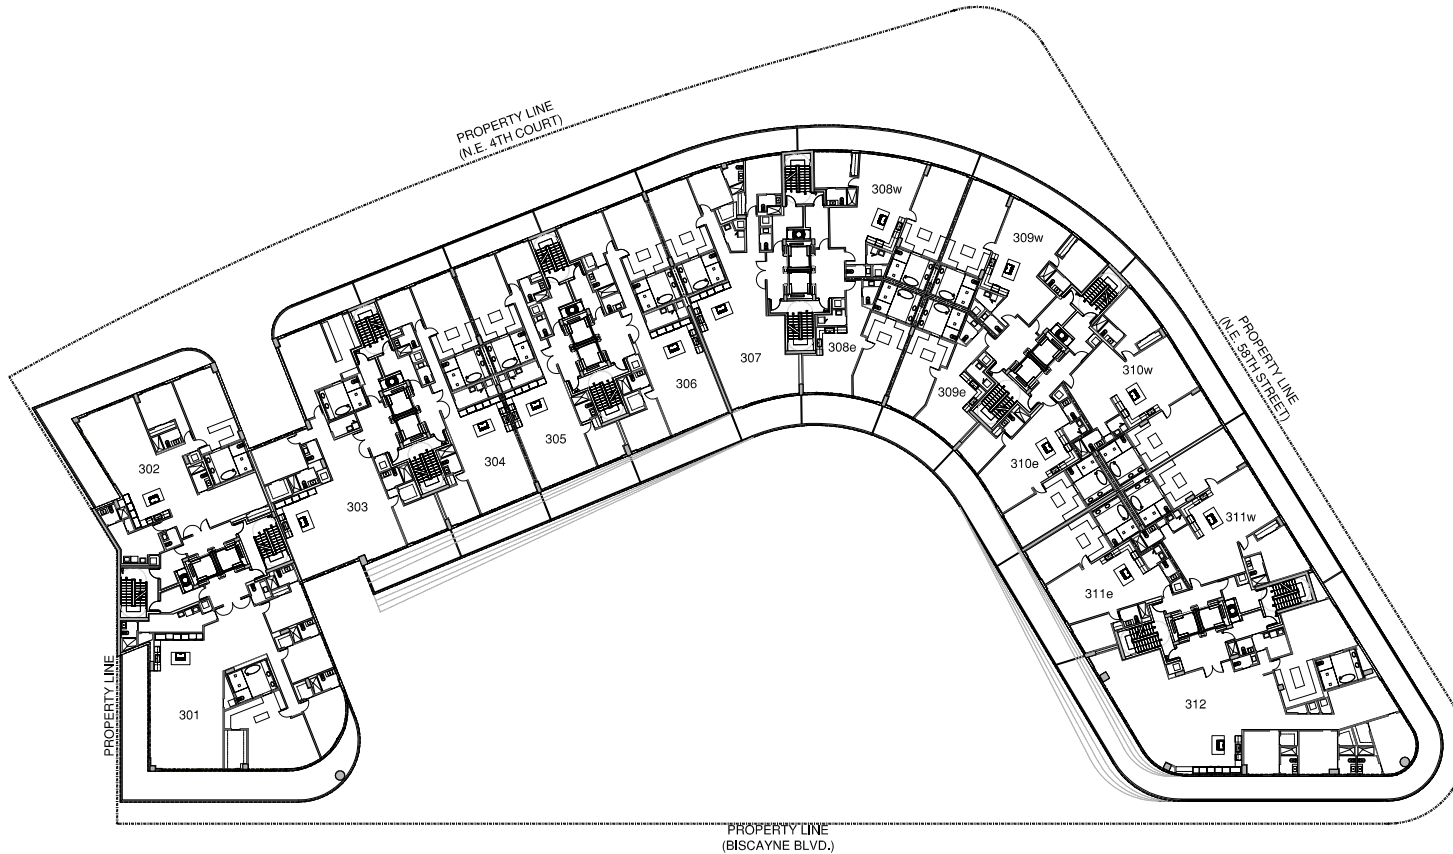 PROPERTY LINE
(N.E. 4TH COURT)
308w
309w
PROPERTY LINE
(N.E. 58TH STREET)
307
308e
306
310w
309e
305
304
310e
302
303
311w
311e
PROPERTY LINE
301
312
PROPERTY LINE
(BISCAYNE BLVD.)